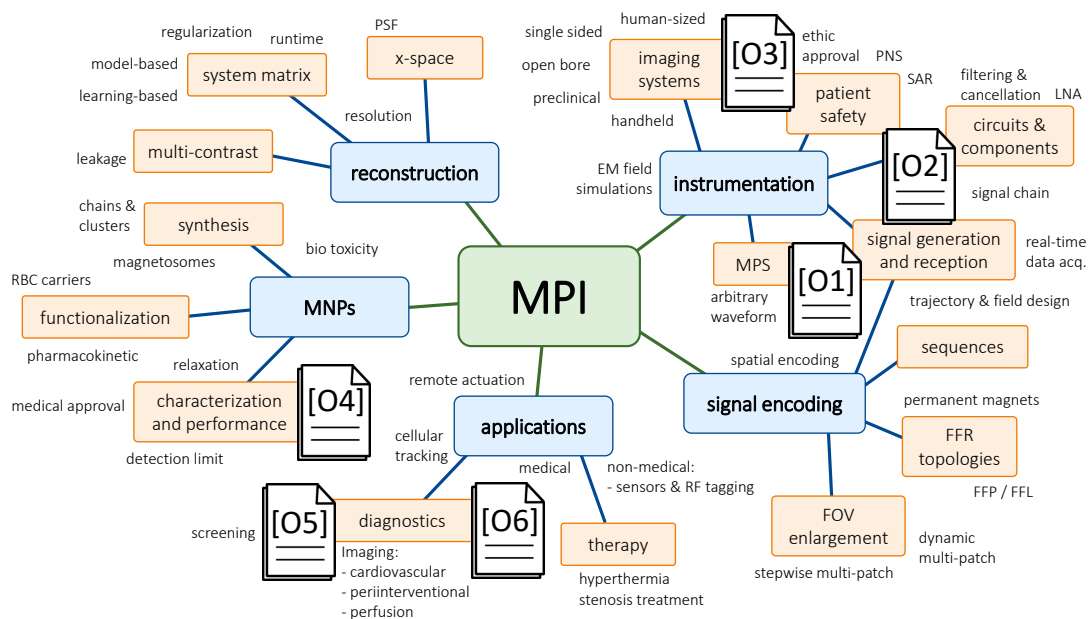 regularization
runtime
PSF
model-based
system matrix
x-space
learning-based
resolution
leakage
multi-contrast
reconstruction
single sided
human-sized
[O3]
ethic
approval
PNS
open bore
imaging
systems
SAR
filtering &
cancellation
LNA
preclinical
patient
safety
handheld
circuits &
components
[O2]
EM field
simulations
instrumentation
signal chain
chains &
clusters
synthesis
magnetosomes
bio toxicity
MPS
[O1]
signal generation
and reception
real-time
data acq.
arbitrary
waveform
trajectory & field design
RBC carriers
functionalization
MNPs
MPI
pharmacokinetic
relaxation
spatial encoding
sequences
medical approval
characterization
and performance
[O4]
detection limit
remote actuation
applications
signal encoding
permanent magnets
FFR
topologies
FFP / FFL
cellular
tracking
medical
non-medical:
- sensors & RF tagging
screening
[O5]
diagnostics
[O6]
Imaging:
- cardiovascular
- periinterventional
- perfusion
therapy
hyperthermia
stenosis treatment
FOV
enlargement
dynamic
multi-patch
stepwise multi-patch